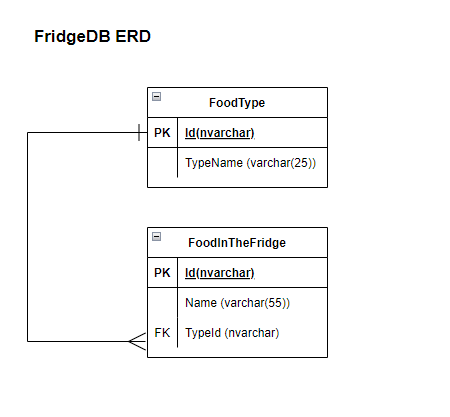 FridgeDB ERD
FoodType
PK Id(nvarchar)
TypeName (varchar(25))
FoodInTheFridge
PK Id(nvarchar)
Name (varchar(55))
FK TypeId (nvarchar)